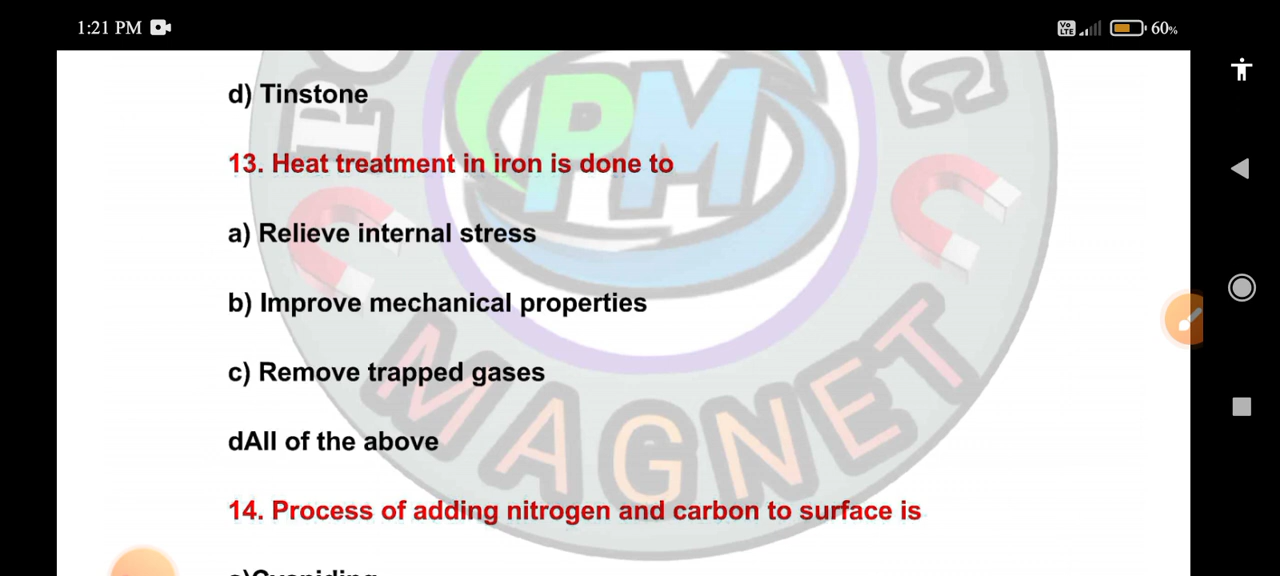 1:21 PM
Vo LTE
60%
d) Tinstone
13. Heat treatment in iron is done to
a) Relieve internal stress
b) Improve mechanical properties
c) Remove trapped gases
dAll of the above
14. Process of adding nitrogen and carbon to surface is
PM
MAGNET